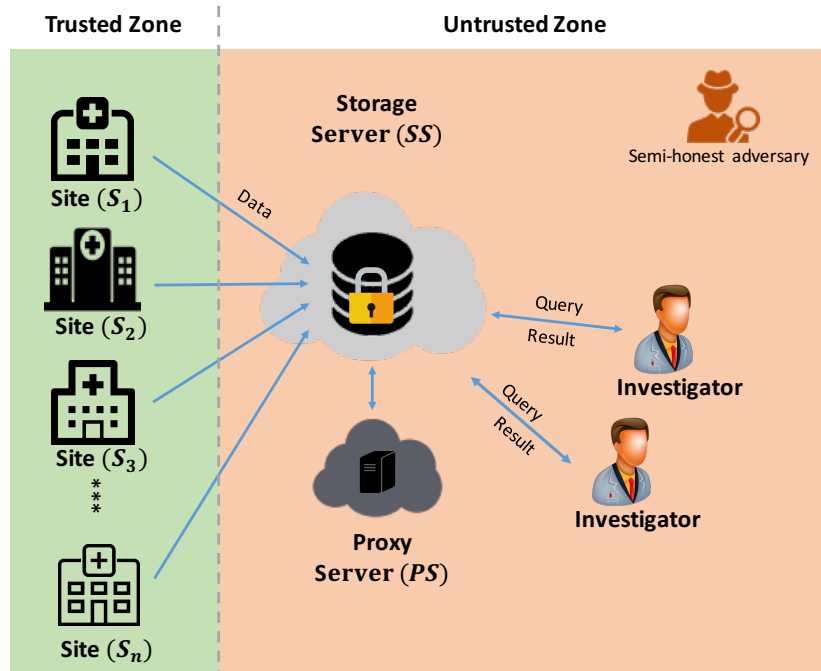 Trusted Zone
Untrusted Zone
Storage
Server (SS)
Semi-honest adversary
Site (S₁)
Data
Site (S₂)
Query
Result
Investigator
Site (S₃)
***
Query
Result
Investigator
Proxy
Server (PS)
Site (Sₙ)